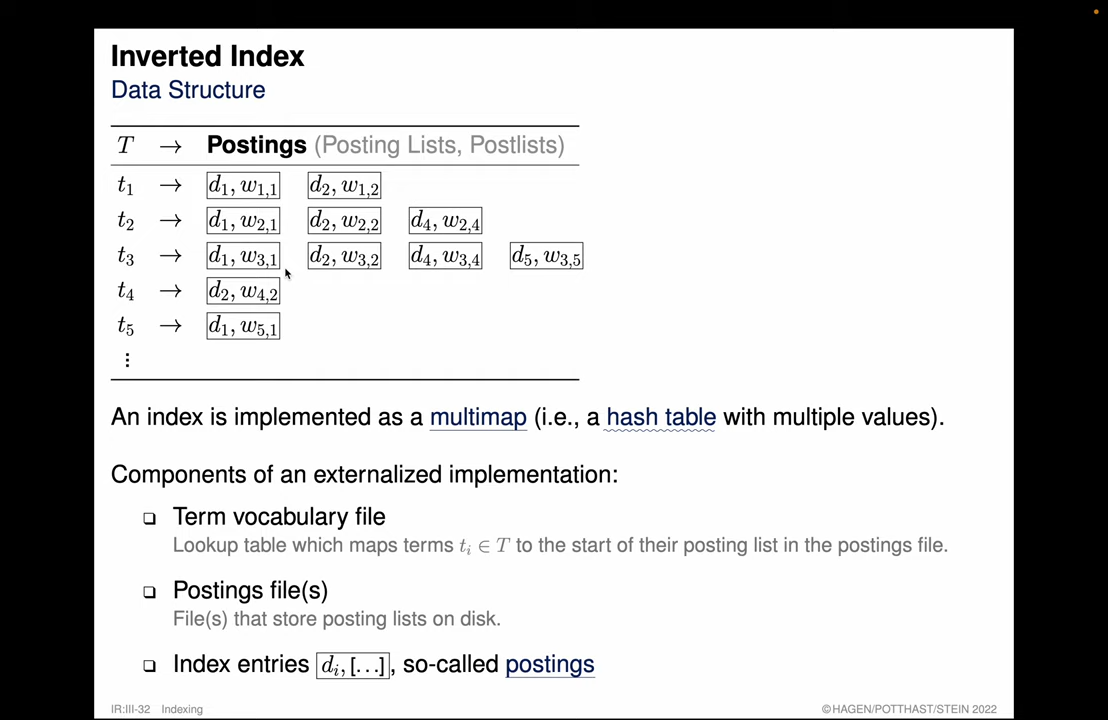 Inverted Index
Data Structure
T → Postings (Posting Lists, Postlists)
t1 → d1, w1,1 d2, w1,2
t2 → d1, w2,1 d2, w2,2 d4, w2,4
t3 → d1, w3,1 d2, w3,2 d4, w3,4 d5, w3,5
t4 → d2, w4,2
t5 → d1, w5,1
⋮
An index is implemented as a multimap (i.e., a hash table with multiple values).
Components of an externalized implementation:
❑ Term vocabulary file
Lookup table which maps terms ti ∈ T to the start of their posting list in the postings file.
❑ Postings file(s)
File(s) that store posting lists on disk.
❑ Index entries di, [...], so-called postings
IR:III-32 Indexing ©HAGEN/POTTHAST/STEIN 2022